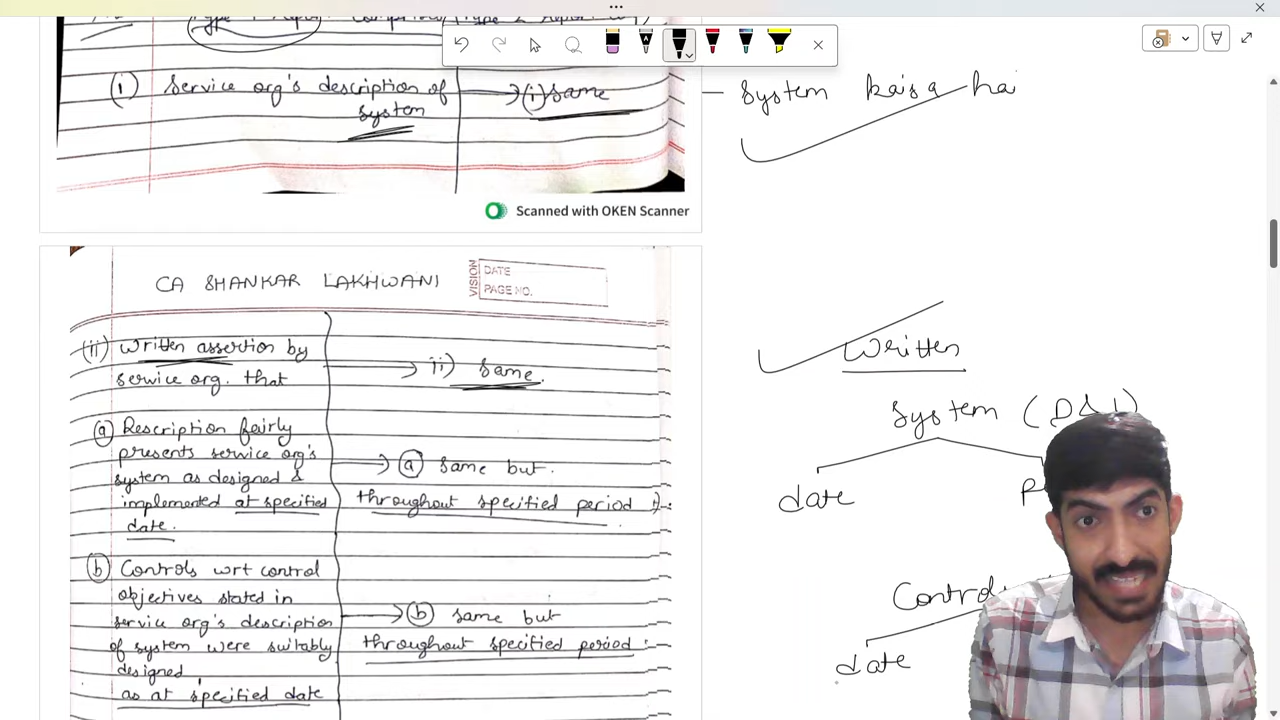 (i) Service org's description of
system
(i) same
system kaisa hai
Scanned with OKEN Scanner
CA SHANKAR LAKHWANI
VISION
DATE
PAGE NO.
(ii) Written assertion by
service org. that
ii) same.
(a) Description fairly
presents service org's
system as designed &
implemented at specified
date.
(a) same but
throughout specified period
(b) Controls wrt control
objectives stated in
service org's description
of system were suitably
designed
as at specified date
(b) same but
throughout specified period
Written
System (D&I)
date
Control
date